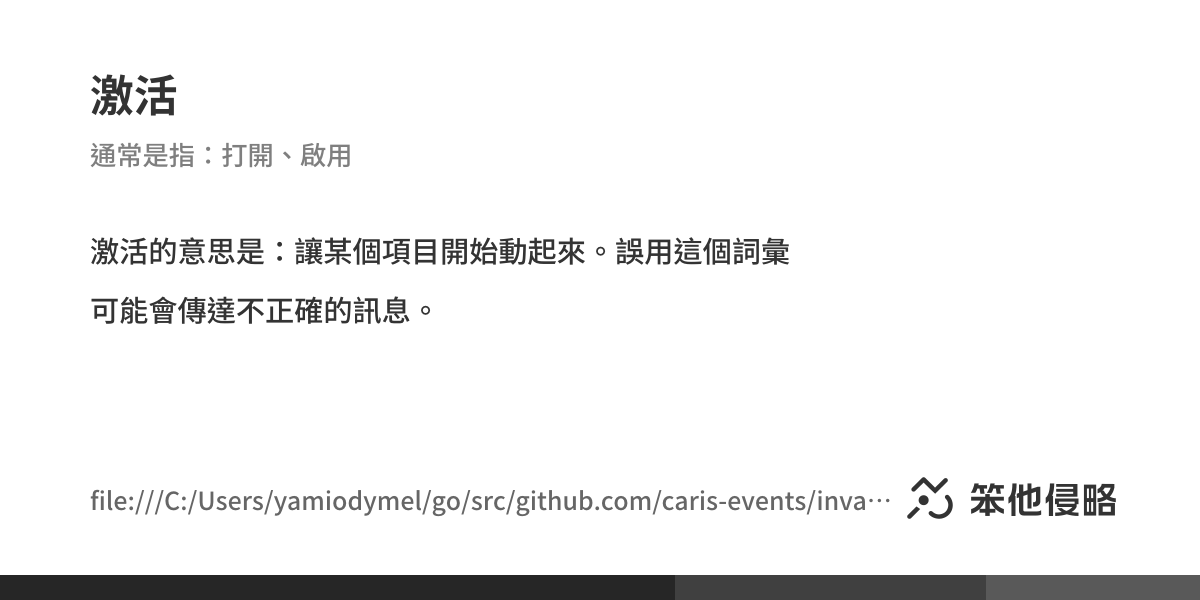 激活
通常是指：打開、啟用
激活的意思是：讓某個項目開始動起來。誤用這個詞彙
可能會傳達不正確的訊息。
file:///C:/Users/yamiodymel/go/src/github.com/caris-events/inva⋯
笨他侵略